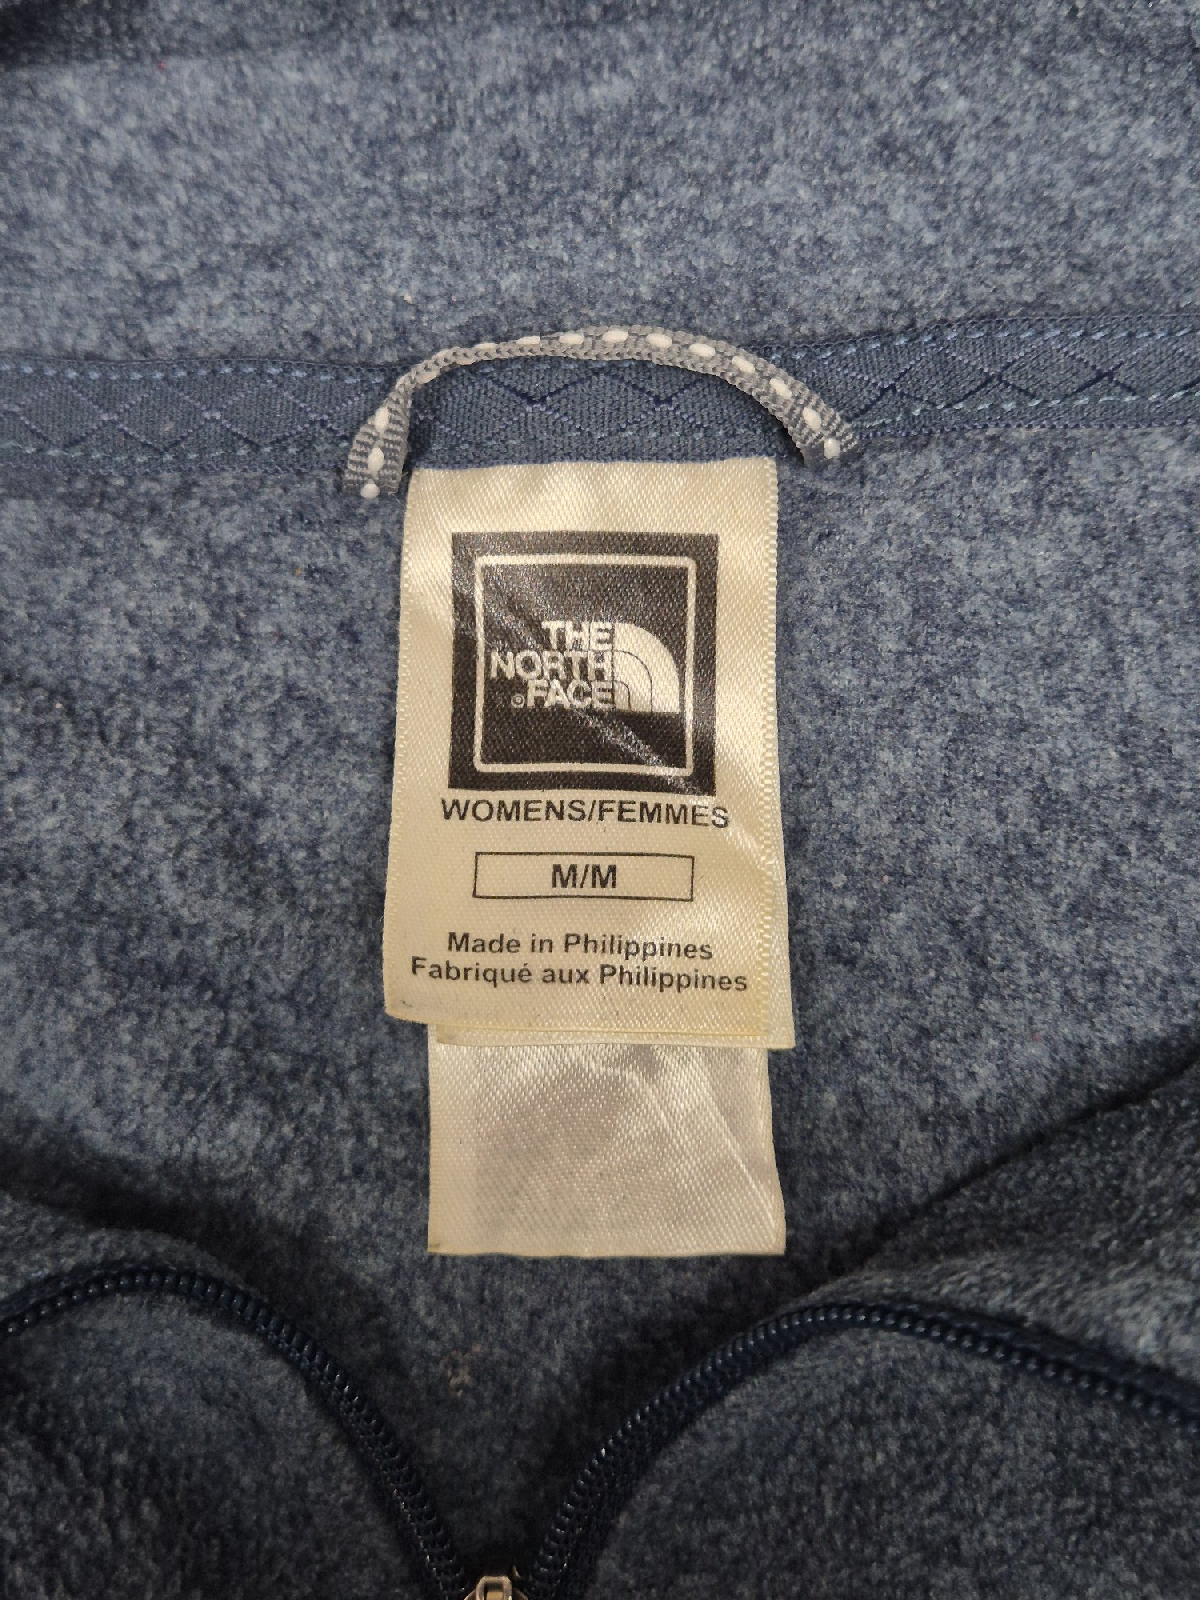 THE
NORTH
®FACE
WOMENS/FEMMES
M/M
Made in Philippines
Fabriqué aux Philippines